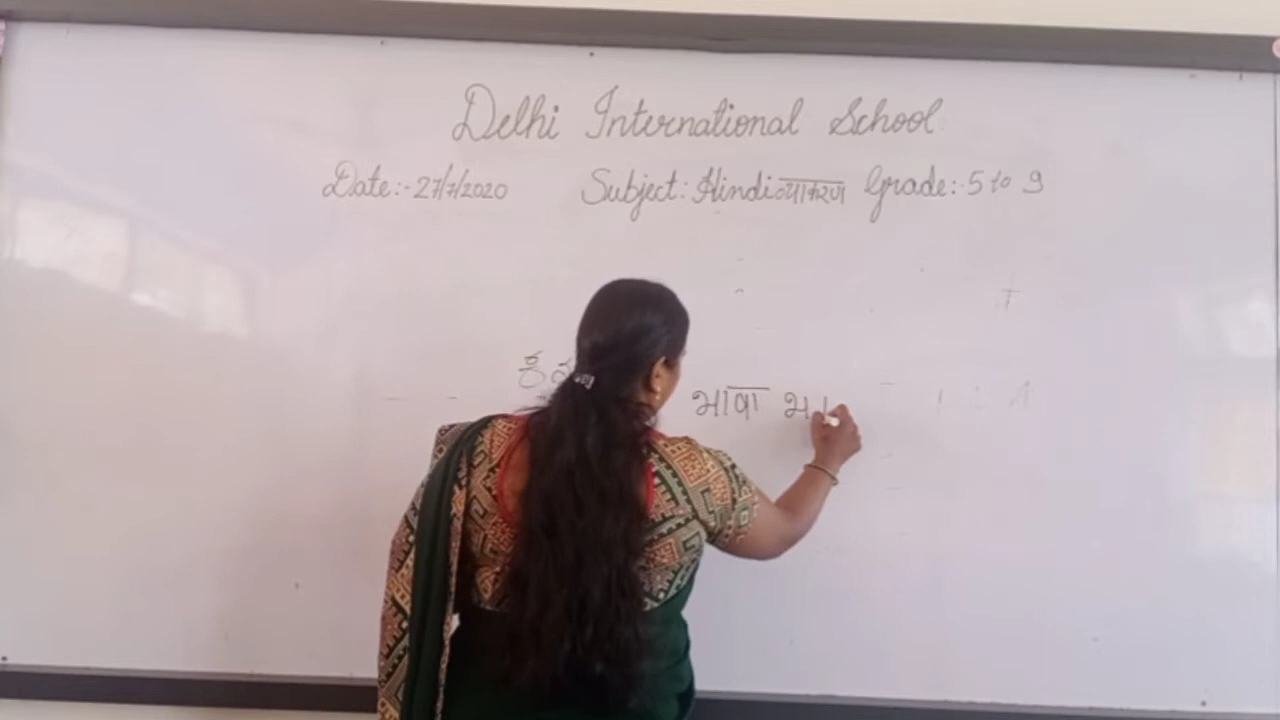 Delhi International School
Date:- 27/7/2020 Subject: Hindi व्याकरण Grade:- 5 to 9